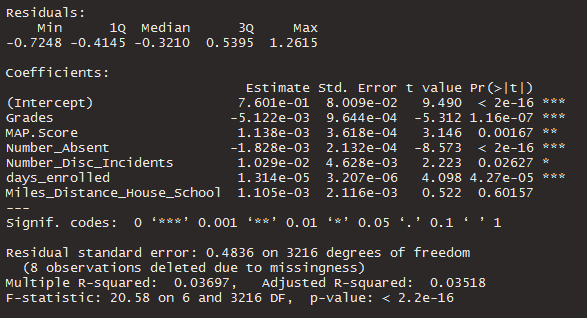 Residuals:
    Min      1Q  Median      3Q     Max
-0.7248 -0.4145 -0.3210  0.5395  1.2615

Coefficients:
                              Estimate Std. Error t value Pr(>|t|)
(Intercept)                  7.601e-01  8.009e-02   9.490  < 2e-16 ***
Grades                      -5.122e-03  9.644e-04  -5.312 1.16e-07 ***
MAP.Score                    1.138e-03  3.618e-04   3.146  0.00167 **
Number_Absent               -1.828e-03  2.132e-04  -8.573  < 2e-16 ***
Number_Disc_Incidents        1.029e-02  4.628e-03   2.223  0.02627 *
days_enrolled                1.314e-05  3.207e-06   4.098 4.27e-05 ***
Miles_Distance_House_School  1.105e-03  2.116e-03   0.522  0.60157
---
Signif. codes:  0 ‘***’ 0.001 ‘**’ 0.01 ‘*’ 0.05 ‘.’ 0.1 ‘ ’ 1

Residual standard error: 0.4836 on 3216 degrees of freedom
  (8 observations deleted due to missingness)
Multiple R-squared:  0.03697,	Adjusted R-squared:  0.03518
F-statistic: 20.58 on 6 and 3216 DF,  p-value: < 2.2e-16